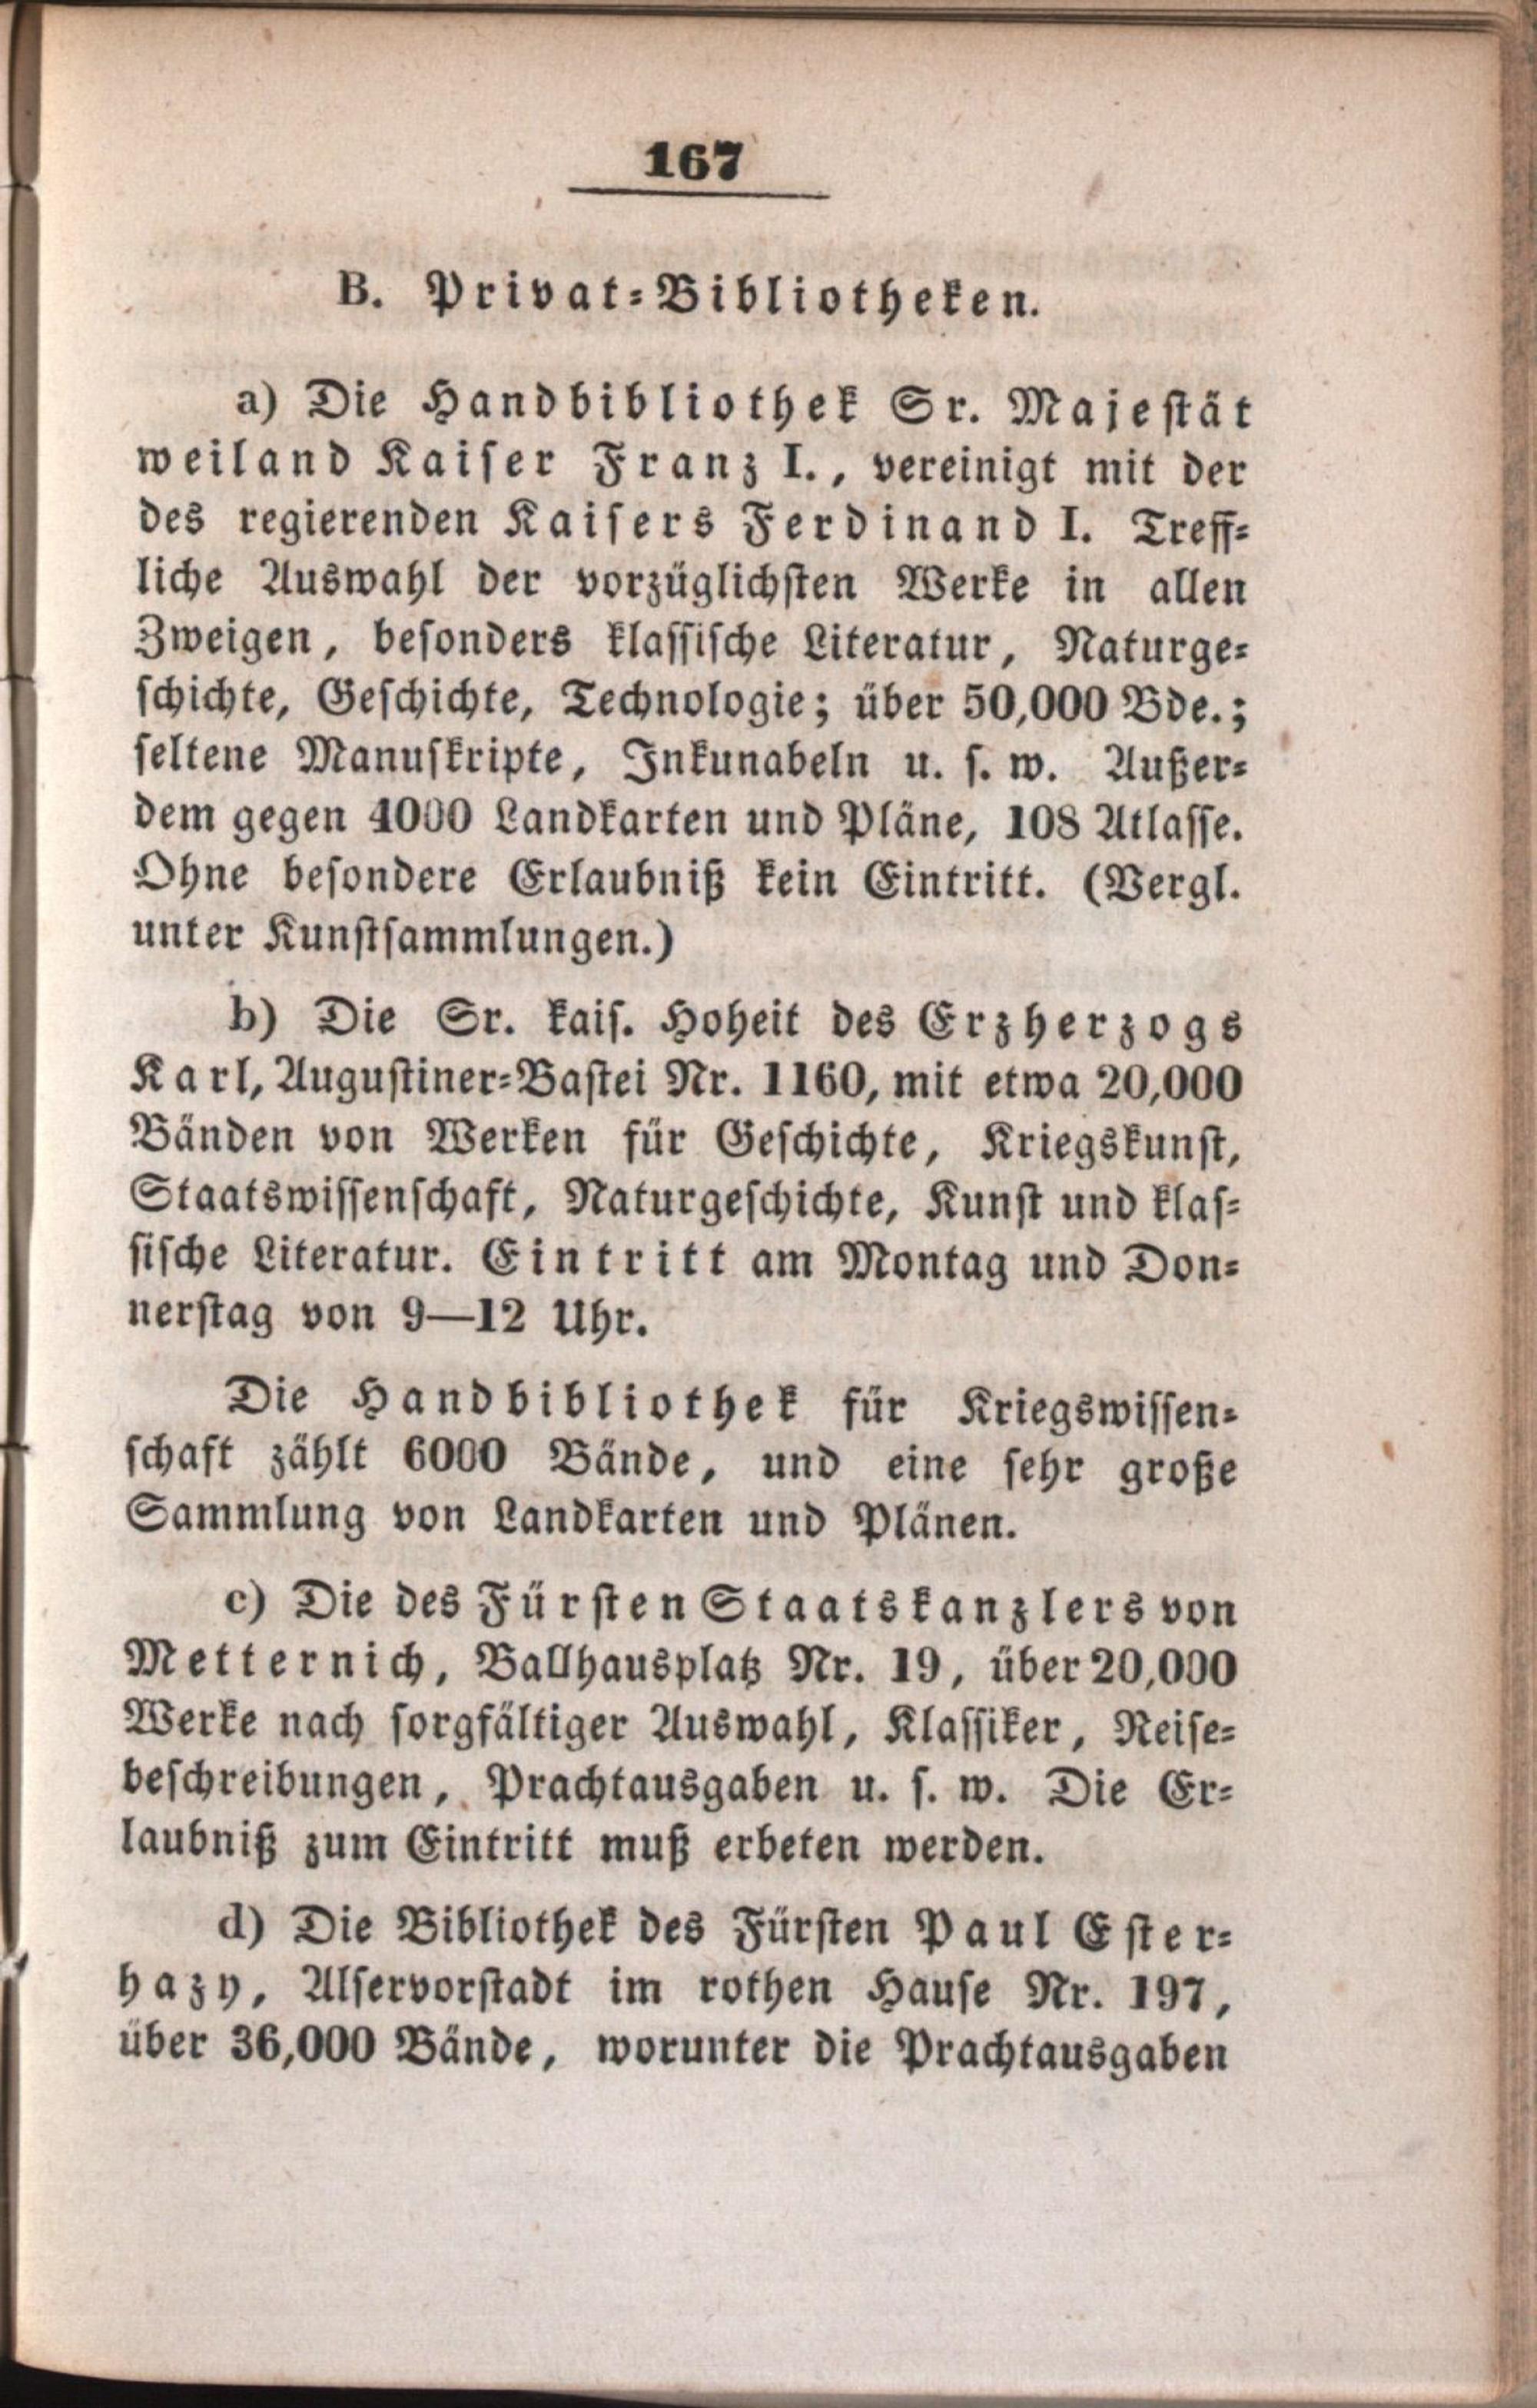 167
B. Privat-Bibliotheken.
a) Die Handbibliothek Sr. Majestät
weiland Kaiser Franz I., vereinigt mit der
des regierenden Kaisers Ferdinand I. Treff-
liche Auswahl der vorzüglichsten Werke in allen
Zweigen, besonders klassische Literatur, Naturge-
schichte, Geschichte, Technologie; über 50,000 Bde.;
seltene Manuskripte, Inkunabeln u. s. w. Außer-
dem gegen 4000 Landkarten und Pläne, 108 Atlasse.
Ohne besondere Erlaubniß kein Eintritt. (Vergl.
unter Kunstsammlungen.)
b) Die Sr. kais. Hoheit des Erzherzogs
Karl, Augustiner-Bastei Nr. 1160, mit etwa 20,000
Bänden von Werken für Geschichte, Kriegskunst,
Staatswissenschaft, Naturgeschichte, Kunst und klas-
sische Literatur. Eintritt am Montag und Don-
nerstag von 9—12 Uhr.
Die Handbibliothek für Kriegswissen-
schaft zählt 6000 Bände, und eine sehr große
Sammlung von Landkarten und Plänen.
c) Die des Fürsten Staatskanzlers von
Metternich, Ballhausplatz Nr. 19, über 20,000
Werke nach sorgfältiger Auswahl, Klassiker, Reise-
beschreibungen, Prachtausgaben u. s. w. Die Er-
laubniß zum Eintritt muß erbeten werden.
d) Die Bibliothek des Fürsten Paul Ester-
hazy, Alservorstadt im rothen Hause Nr. 197,
über 36,000 Bände, worunter die Prachtausgaben